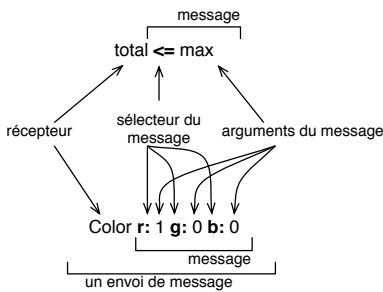 message
total <= max
récepteur
sélecteur du
message
arguments du message
Color r: 1 g: 0 b: 0
message
un envoi de message